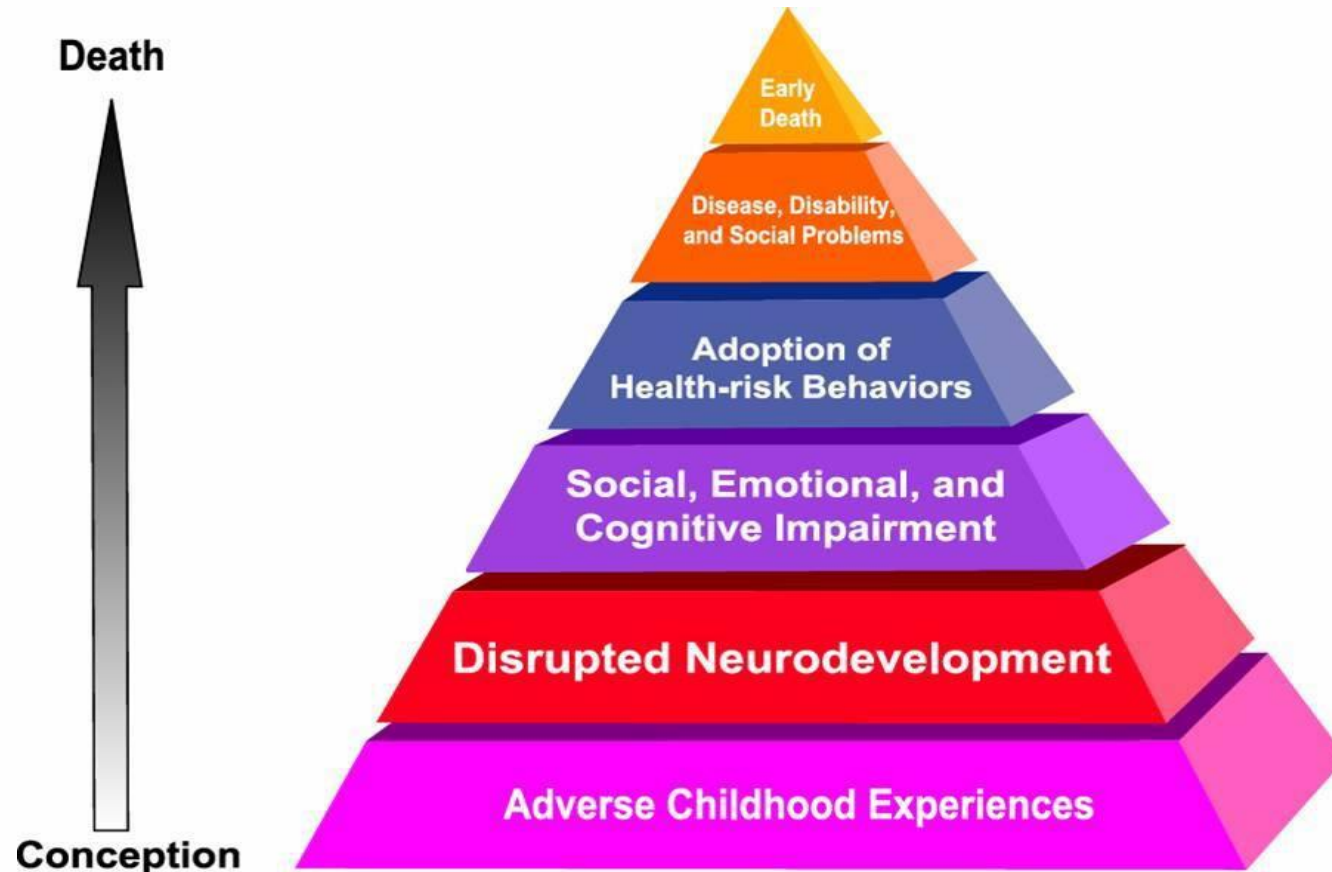 Death
Early
Death
Disease, Disability,
and Social Problems
Adoption of
Health-risk Behaviors
Social, Emotional, and
Cognitive Impairment
Disrupted Neurodevelopment
Adverse Childhood Experiences
Conception